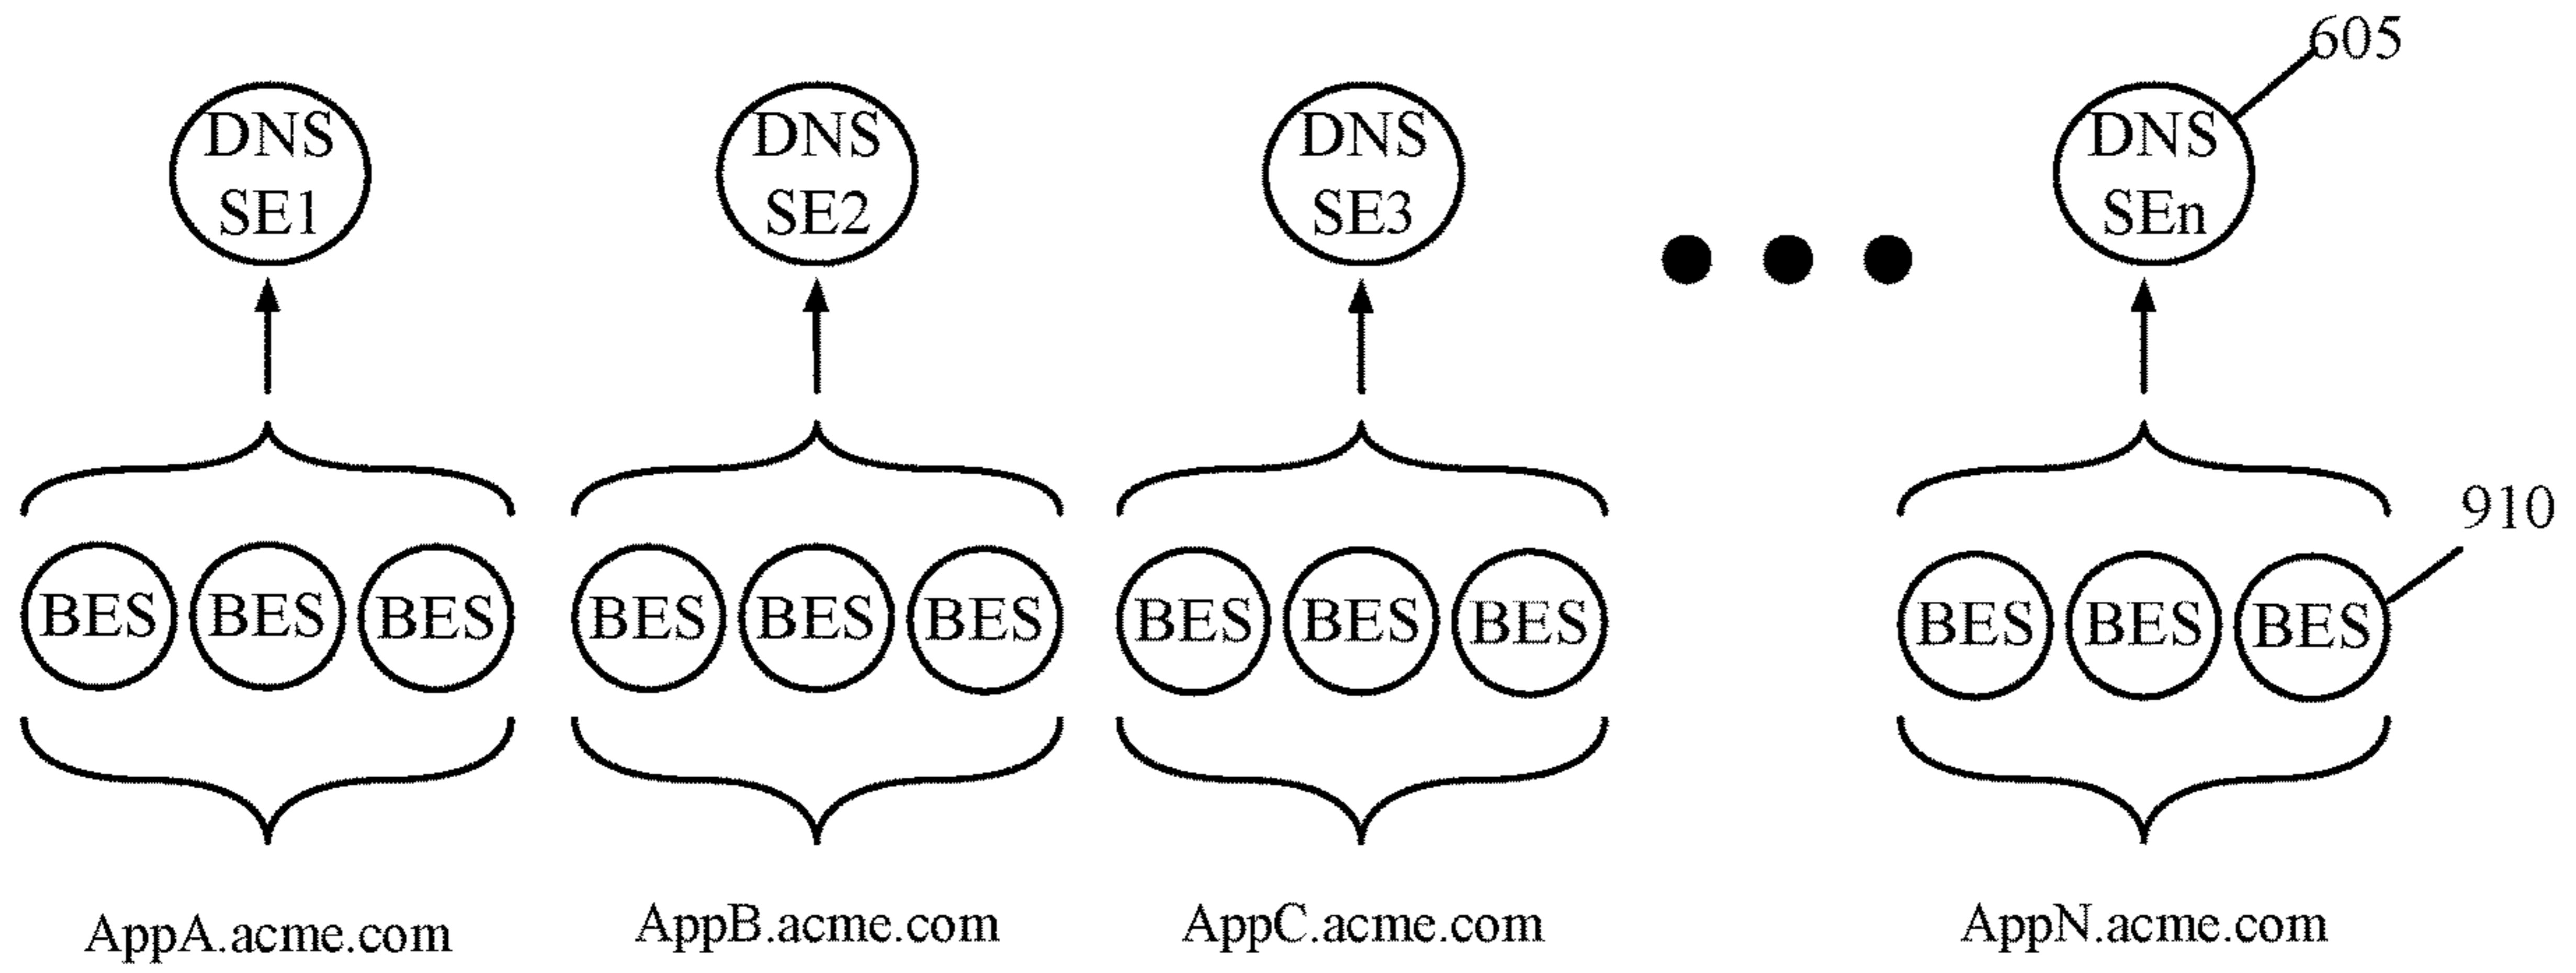 605
DNS
SE1
DNS
SE2
DNS
SE3
DNS
SEn
910
BES BES BES BES BES BES BES BES BES BES BES BES
AppA.acme.com AppB.acme.com AppC.acme.com AppN.acme.com